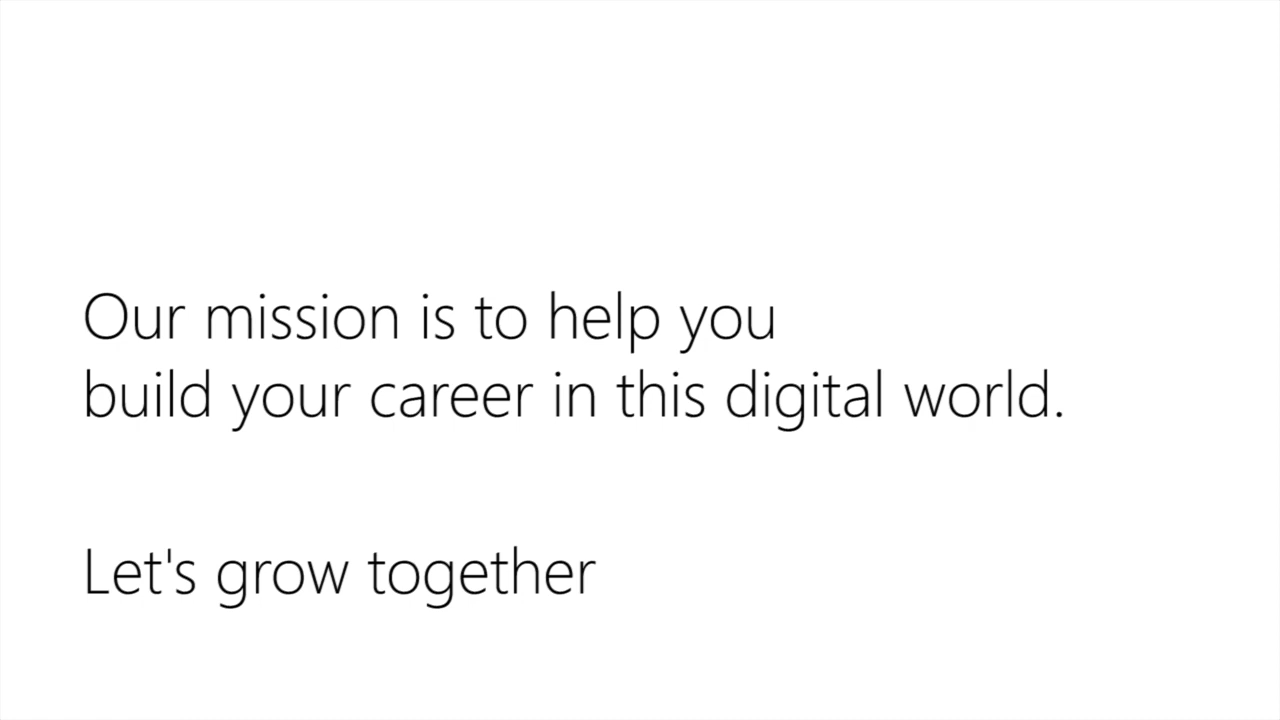 Our mission is to help you
build your career in this digital world.
Let's grow together